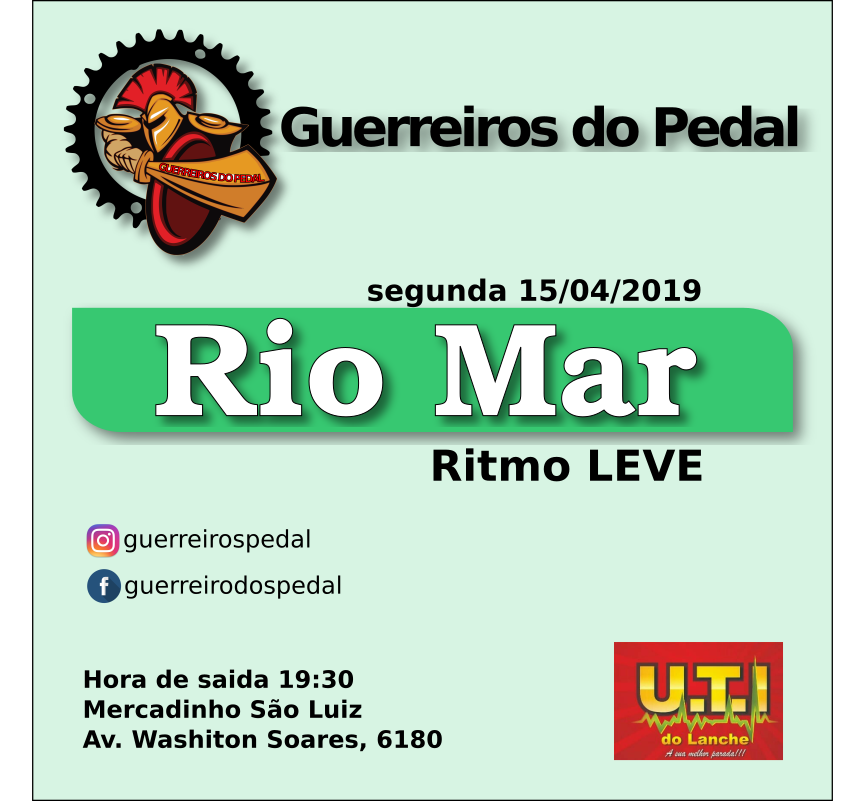 Guerreiros do Pedal
GUERREIROS DO PEDAL
segunda 15/04/2019
Rio Mar
Ritmo LEVE
guerreirospedal
f
guerreirodospedal
Hora de saida 19:30
Mercadinho São Luiz
Av. Washiton Soares, 6180
U.T.I
do Lanche
A sua melhor parada!!!